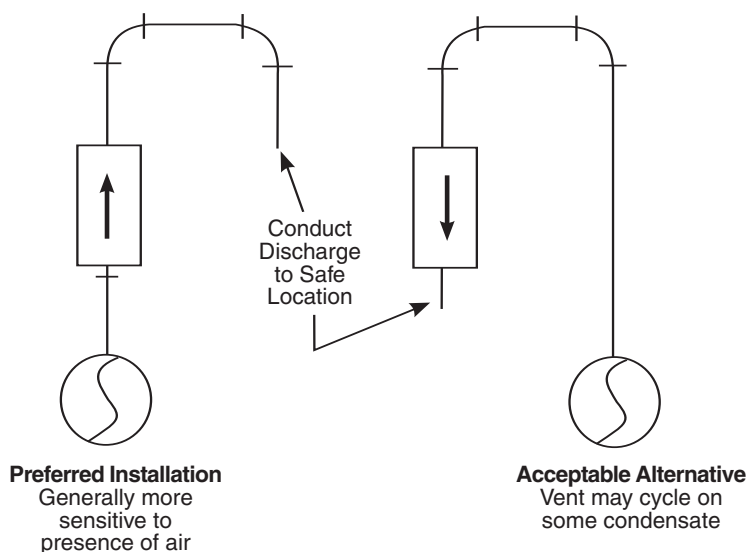 Conduct
Discharge
to Safe
Location
Preferred Installation
Generally more
sensitive to
presence of air
Acceptable Alternative
Vent may cycle on
some condensate